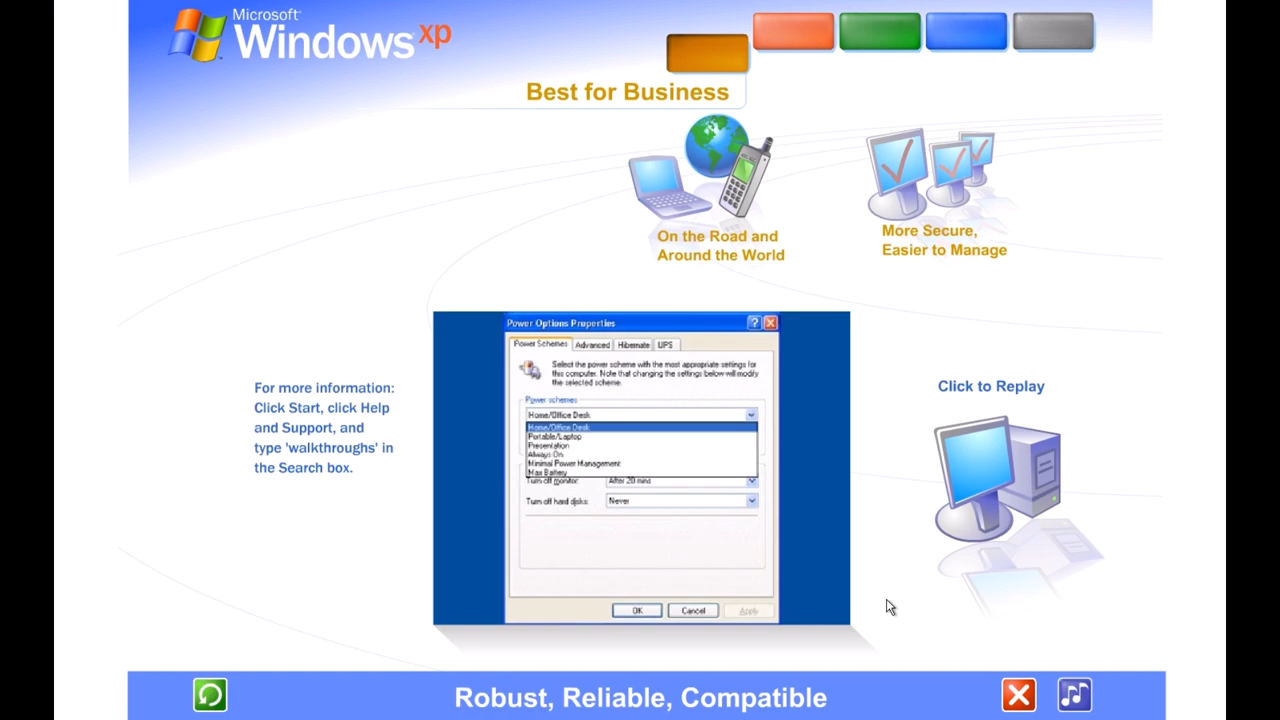 Microsoft
Windows xp
Best for Business
On the Road and
Around the World
More Secure,
Easier to Manage
For more information:
Click Start, click Help
and Support, and
type 'walkthroughs' in
the Search box.
Power Options Properties
Power Schemes Advanced Hibernate UPS
Select the power scheme with the most appropriate settings for
this computer. Note that changing the settings below will modify
the selected scheme.
Power schemes
Home/Office Desk
Home/Office Desk
Portable/Laptop
Presentation
Always On
Minimal Power Management
Max Battery
Turn off monitor: After 20 mins
Turn off hard disks: Never
OK Cancel Apply
Click to Replay
Robust, Reliable, Compatible